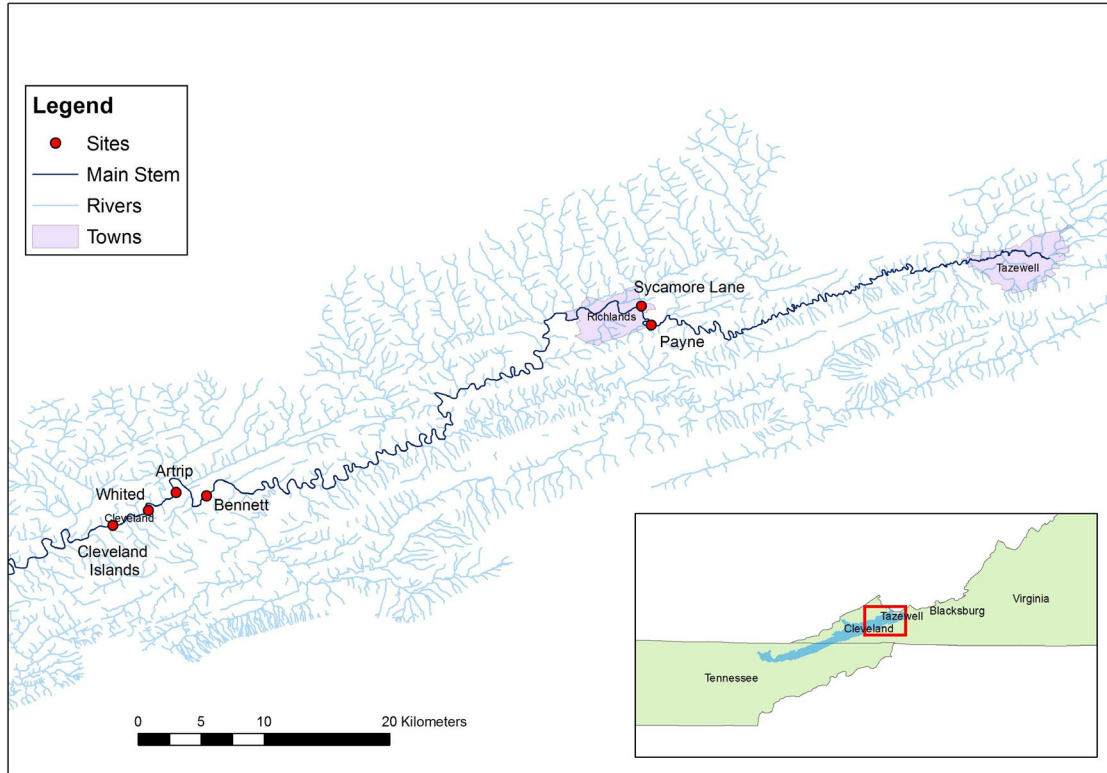 Legend
Sites
Main Stem
Rivers
Towns
Tazewell
Sycamore Lane
Richlands
Payne
Artrip
Whited
Bennett
Cleveland
Cleveland
Islands
0 5 10 20 Kilometers
Virginia
Blacksburg
Tazewell
Cleveland
Tennessee